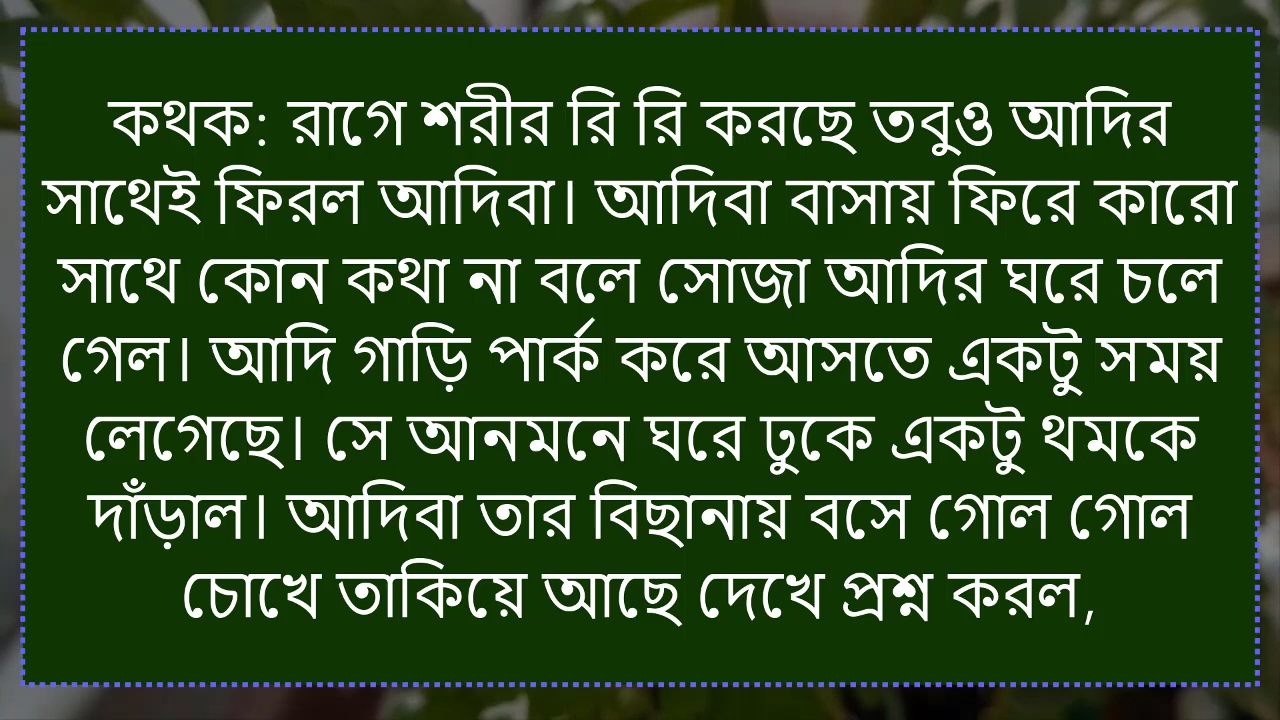 কথক: রাগে শরীর রি রি করছে তবুও আদির
সাথেই ফিরল আদিবা। আদিবা বাসায় ফিরে কারো
সাথে কোন কথা না বলে সোজা আদির ঘরে চলে
গেল। আদি গাড়ি পার্ক করে আসতে একটু সময়
লেগেছে। সে আনমনে ঘরে ঢুকে একটু থমকে
দাঁড়াল। আদিবা তার বিছানায় বসে গোল গোল
চোখে তাকিয়ে আছে দেখে প্রশ্ন করল,